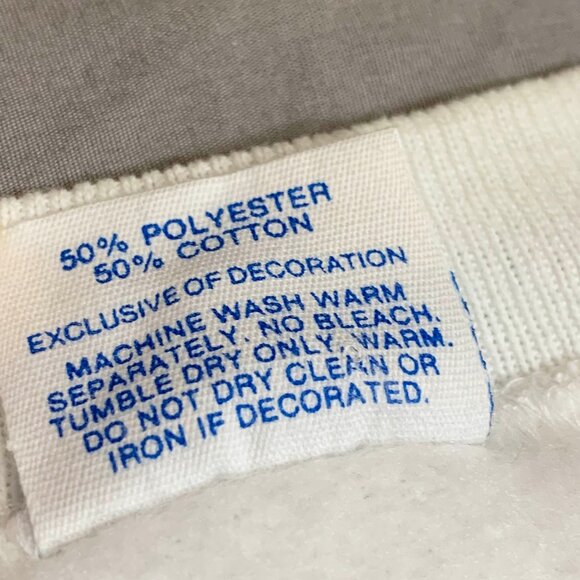 50% POLYESTER
50% COTTON
EXCLUSIVE OF DECORATION
MACHINE WASH WARM
SEPARATELY. NO BLEACH.
TUMBLE DRY ONLY, WARM.
DO NOT DRY CLEAN OR
IRON IF DECORATED.